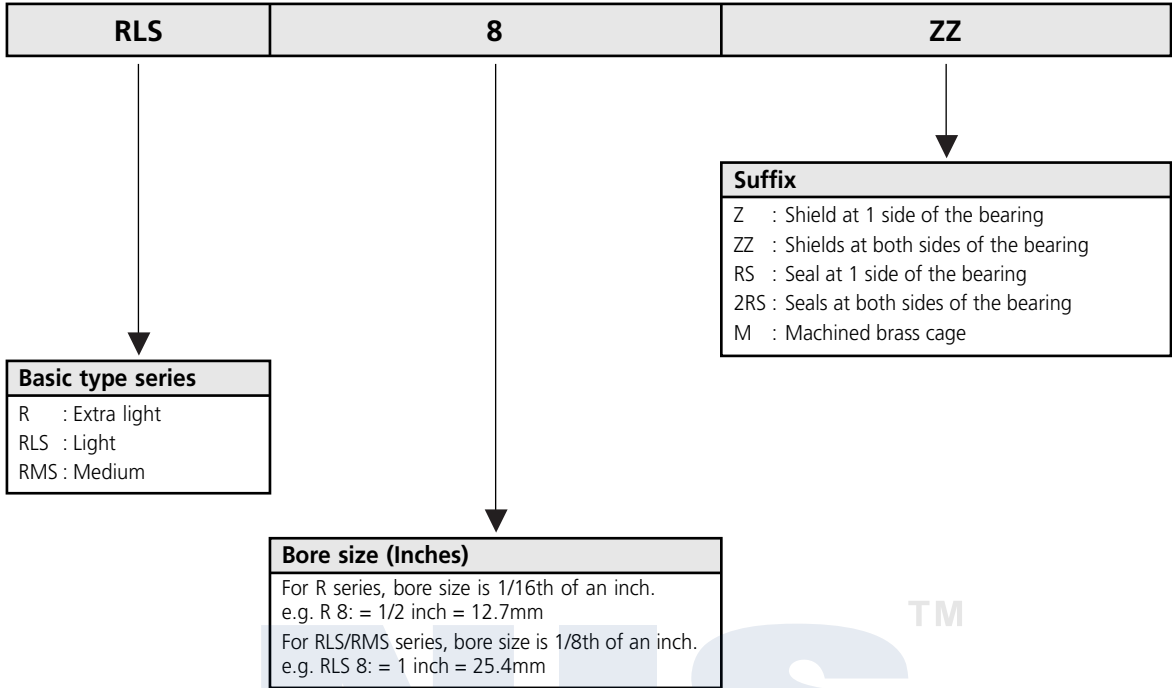 RLS 8 ZZ
Suffix
Z : Shield at 1 side of the bearing
ZZ : Shields at both sides of the bearing
RS : Seal at 1 side of the bearing
2RS : Seals at both sides of the bearing
M : Machined brass cage
Basic type series
R : Extra light
RLS : Light
RMS : Medium
Bore size (Inches)
For R series, bore size is 1/16th of an inch.
e.g. R 8: = 1/2 inch = 12.7mm
For RLS/RMS series, bore size is 1/8th of an inch.
e.g. RLS 8: = 1 inch = 25.4mm
TM